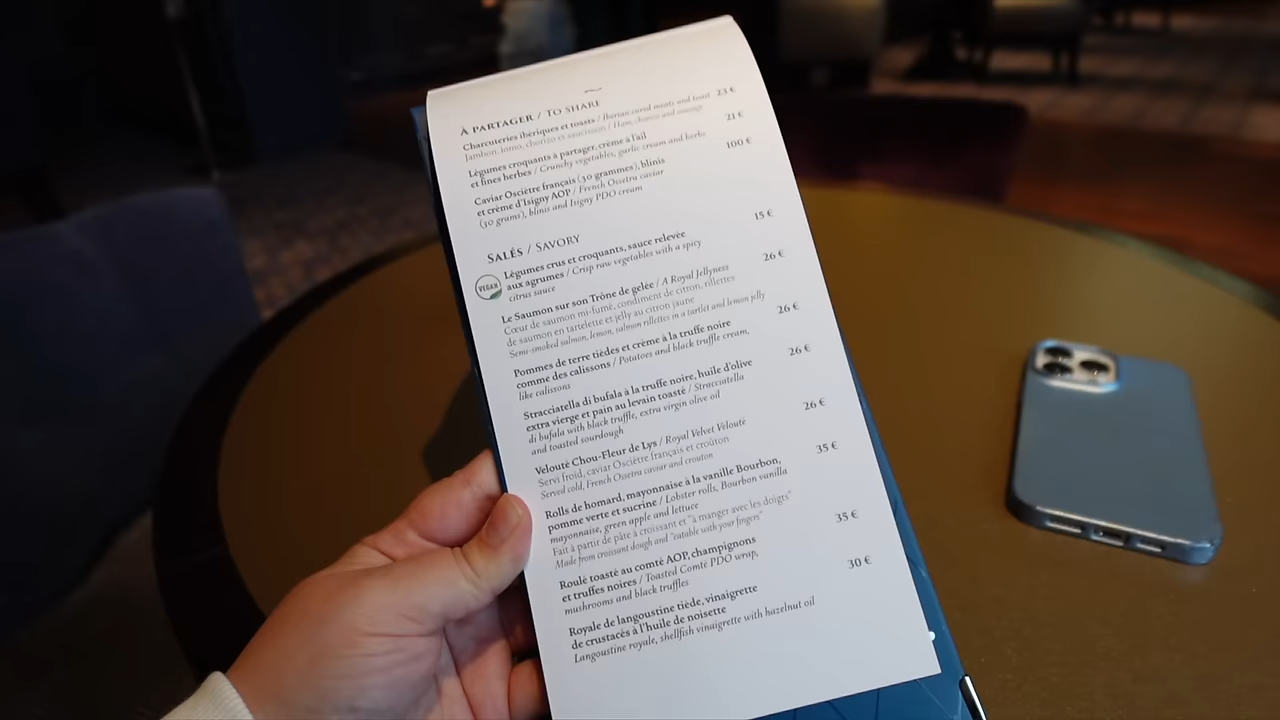 À PARTAGER / TO SHARE
Charcuteries ibériques et toasts / Iberian cured meats and toast 23 €
Jambon, lomo, chorizo et saucisson / Ham, chorizo and sausage
Légumes croquants à partager, crème à l'ail 21 €
et fines herbes / Crunchy vegetables, garlic cream and herbs
Caviar Osciètre français (30 grammes), blinis 100 €
et crème d'Isigny AOP / French Ossetra caviar
(30 grams), blinis and Isigny PDO cream
SALÉS / SAVORY
Légumes crus et croquants, sauce relevée 15 €
VEGAN
aux agrumes / Crisp raw vegetables with a spicy
citrus sauce
Le Saumon sur son Trône de gelée / A Royal Jellyness 26 €
Cœur de saumon mi-fumé, condiment de citron, rillettes
de saumon en tartelette et jelly au citron jaune
Semi-smoked salmon, lemon, salmon rillettes in a tartlet and lemon jelly
Pommes de terre tièdes et crème à la truffe noire 26 €
comme des calissons / Potatoes and black truffle cream,
like calissons
Stracciatella di bufala à la truffe noire, huile d'olive 26 €
extra vierge et pain au levain toasté / Stracciatella
di bufala with black truffle, extra virgin olive oil
and toasted sourdough
Velouté Chou-Fleur de Lys / Royal Velvet Velouté 26 €
Servi froid, caviar Osciètre français et croûton
Served cold, French Ossetra caviar and crouton
Rolls de homard, mayonnaise à la vanille Bourbon, 35 €
pomme verte et sucrine / Lobster rolls, Bourbon vanilla
mayonnaise, green apple and lettuce
Fait à partir de pâte à croissant et "à manger avec les doigts"
Made from croissant dough and "eatable with your fingers"
Roulé toasté au comté AOP, champignons 35 €
et truffes noires / Toasted Comté PDO wrap,
mushrooms and black truffles
Royale de langoustine tiède, vinaigrette 30 €
de crustacés à l'huile de noisette
Langoustine royale, shellfish vinaigrette with hazelnut oil